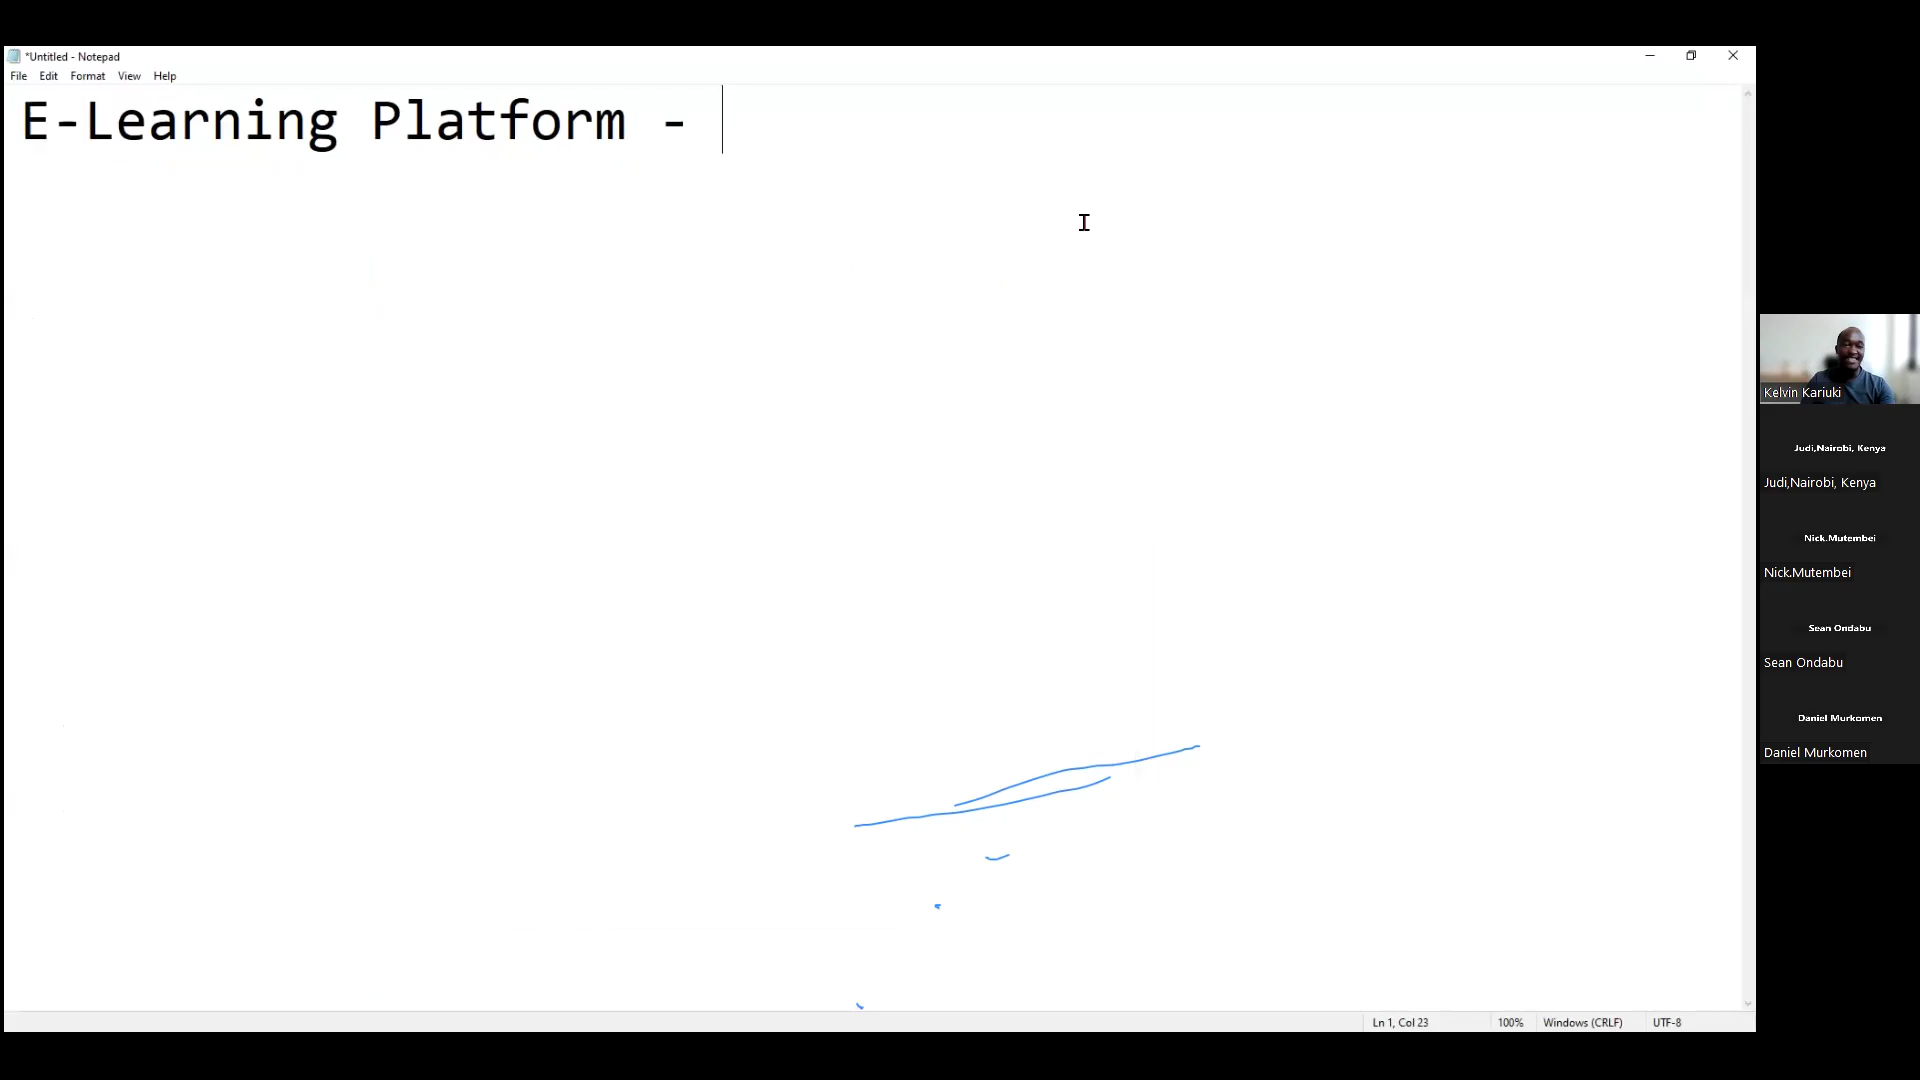 *Untitled - Notepad
File Edit Format View Help
E-Learning Platform -
Kelvin Kariuki
Judi,Nairobi, Kenya
Judi,Nairobi, Kenya
Nick.Mutembei
Nick.Mutembei
Sean Ondabu
Sean Ondabu
Daniel Murkomen
Daniel Murkomen
Ln 1, Col 23 100% Windows (CRLF) UTF-8